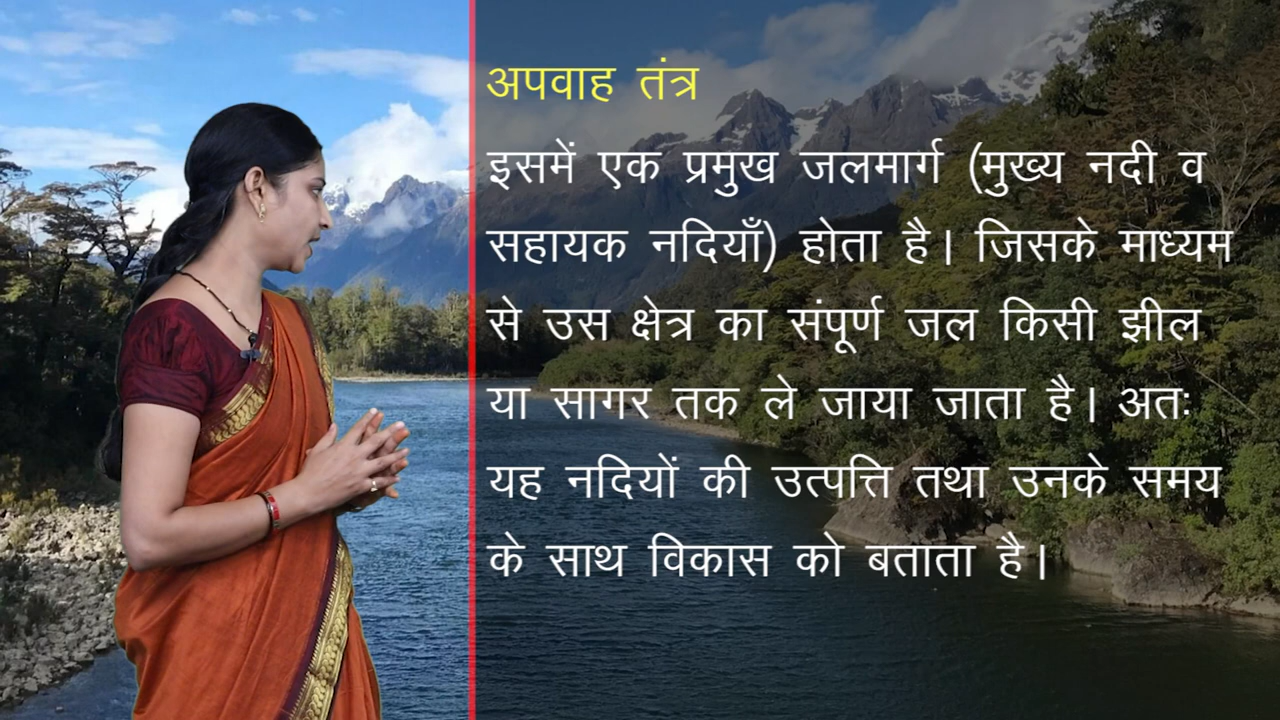 अपवाह तंत्र
इसमें एक प्रमुख जलमार्ग (मुख्य नदी व
सहायक नदियाँ) होता है। जिसके माध्यम
से उस क्षेत्र का संपूर्ण जल किसी झील
या सागर तक ले जाया जाता है। अतः
यह नदियों की उत्पत्ति तथा उनके समय
के साथ विकास को बताता है।